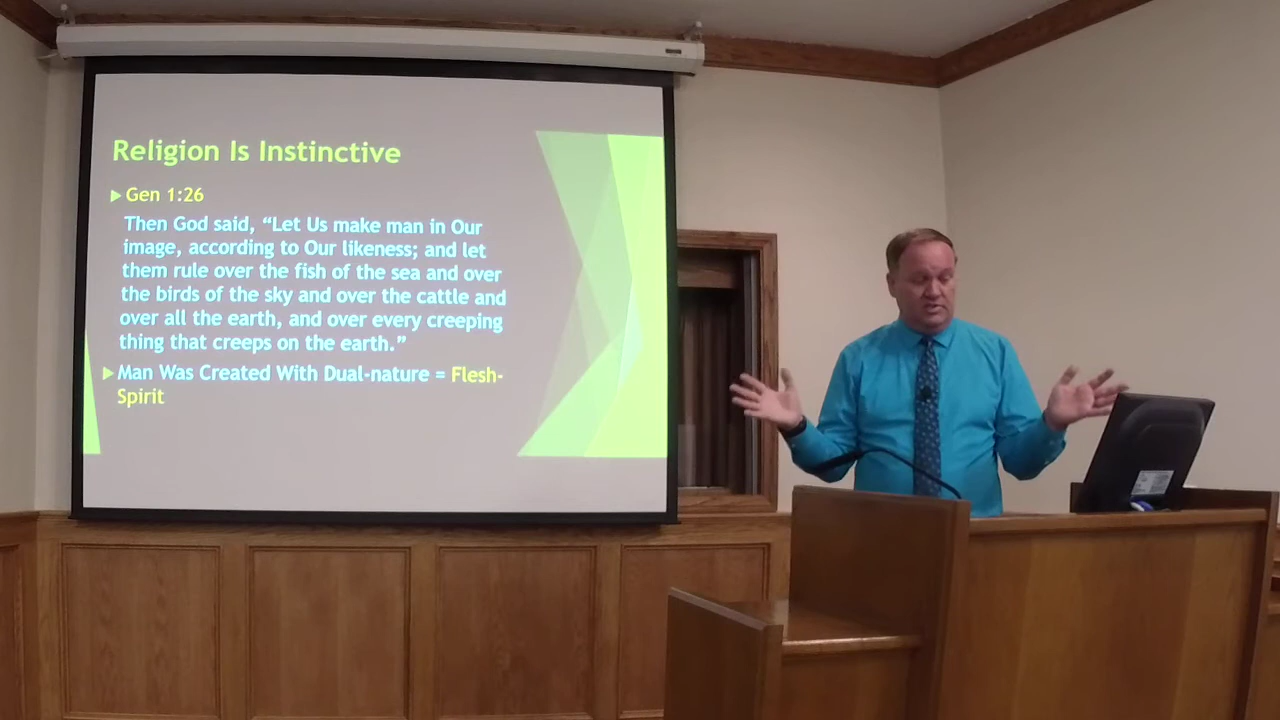 Religion Is Instinctive
Gen 1:26
Then God said, “Let Us make man in Our
image, according to Our likeness; and let
them rule over the fish of the sea and over
the birds of the sky and over the cattle and
over all the earth, and over every creeping
thing that creeps on the earth.”
Man Was Created With Dual-nature = Flesh-
Spirit